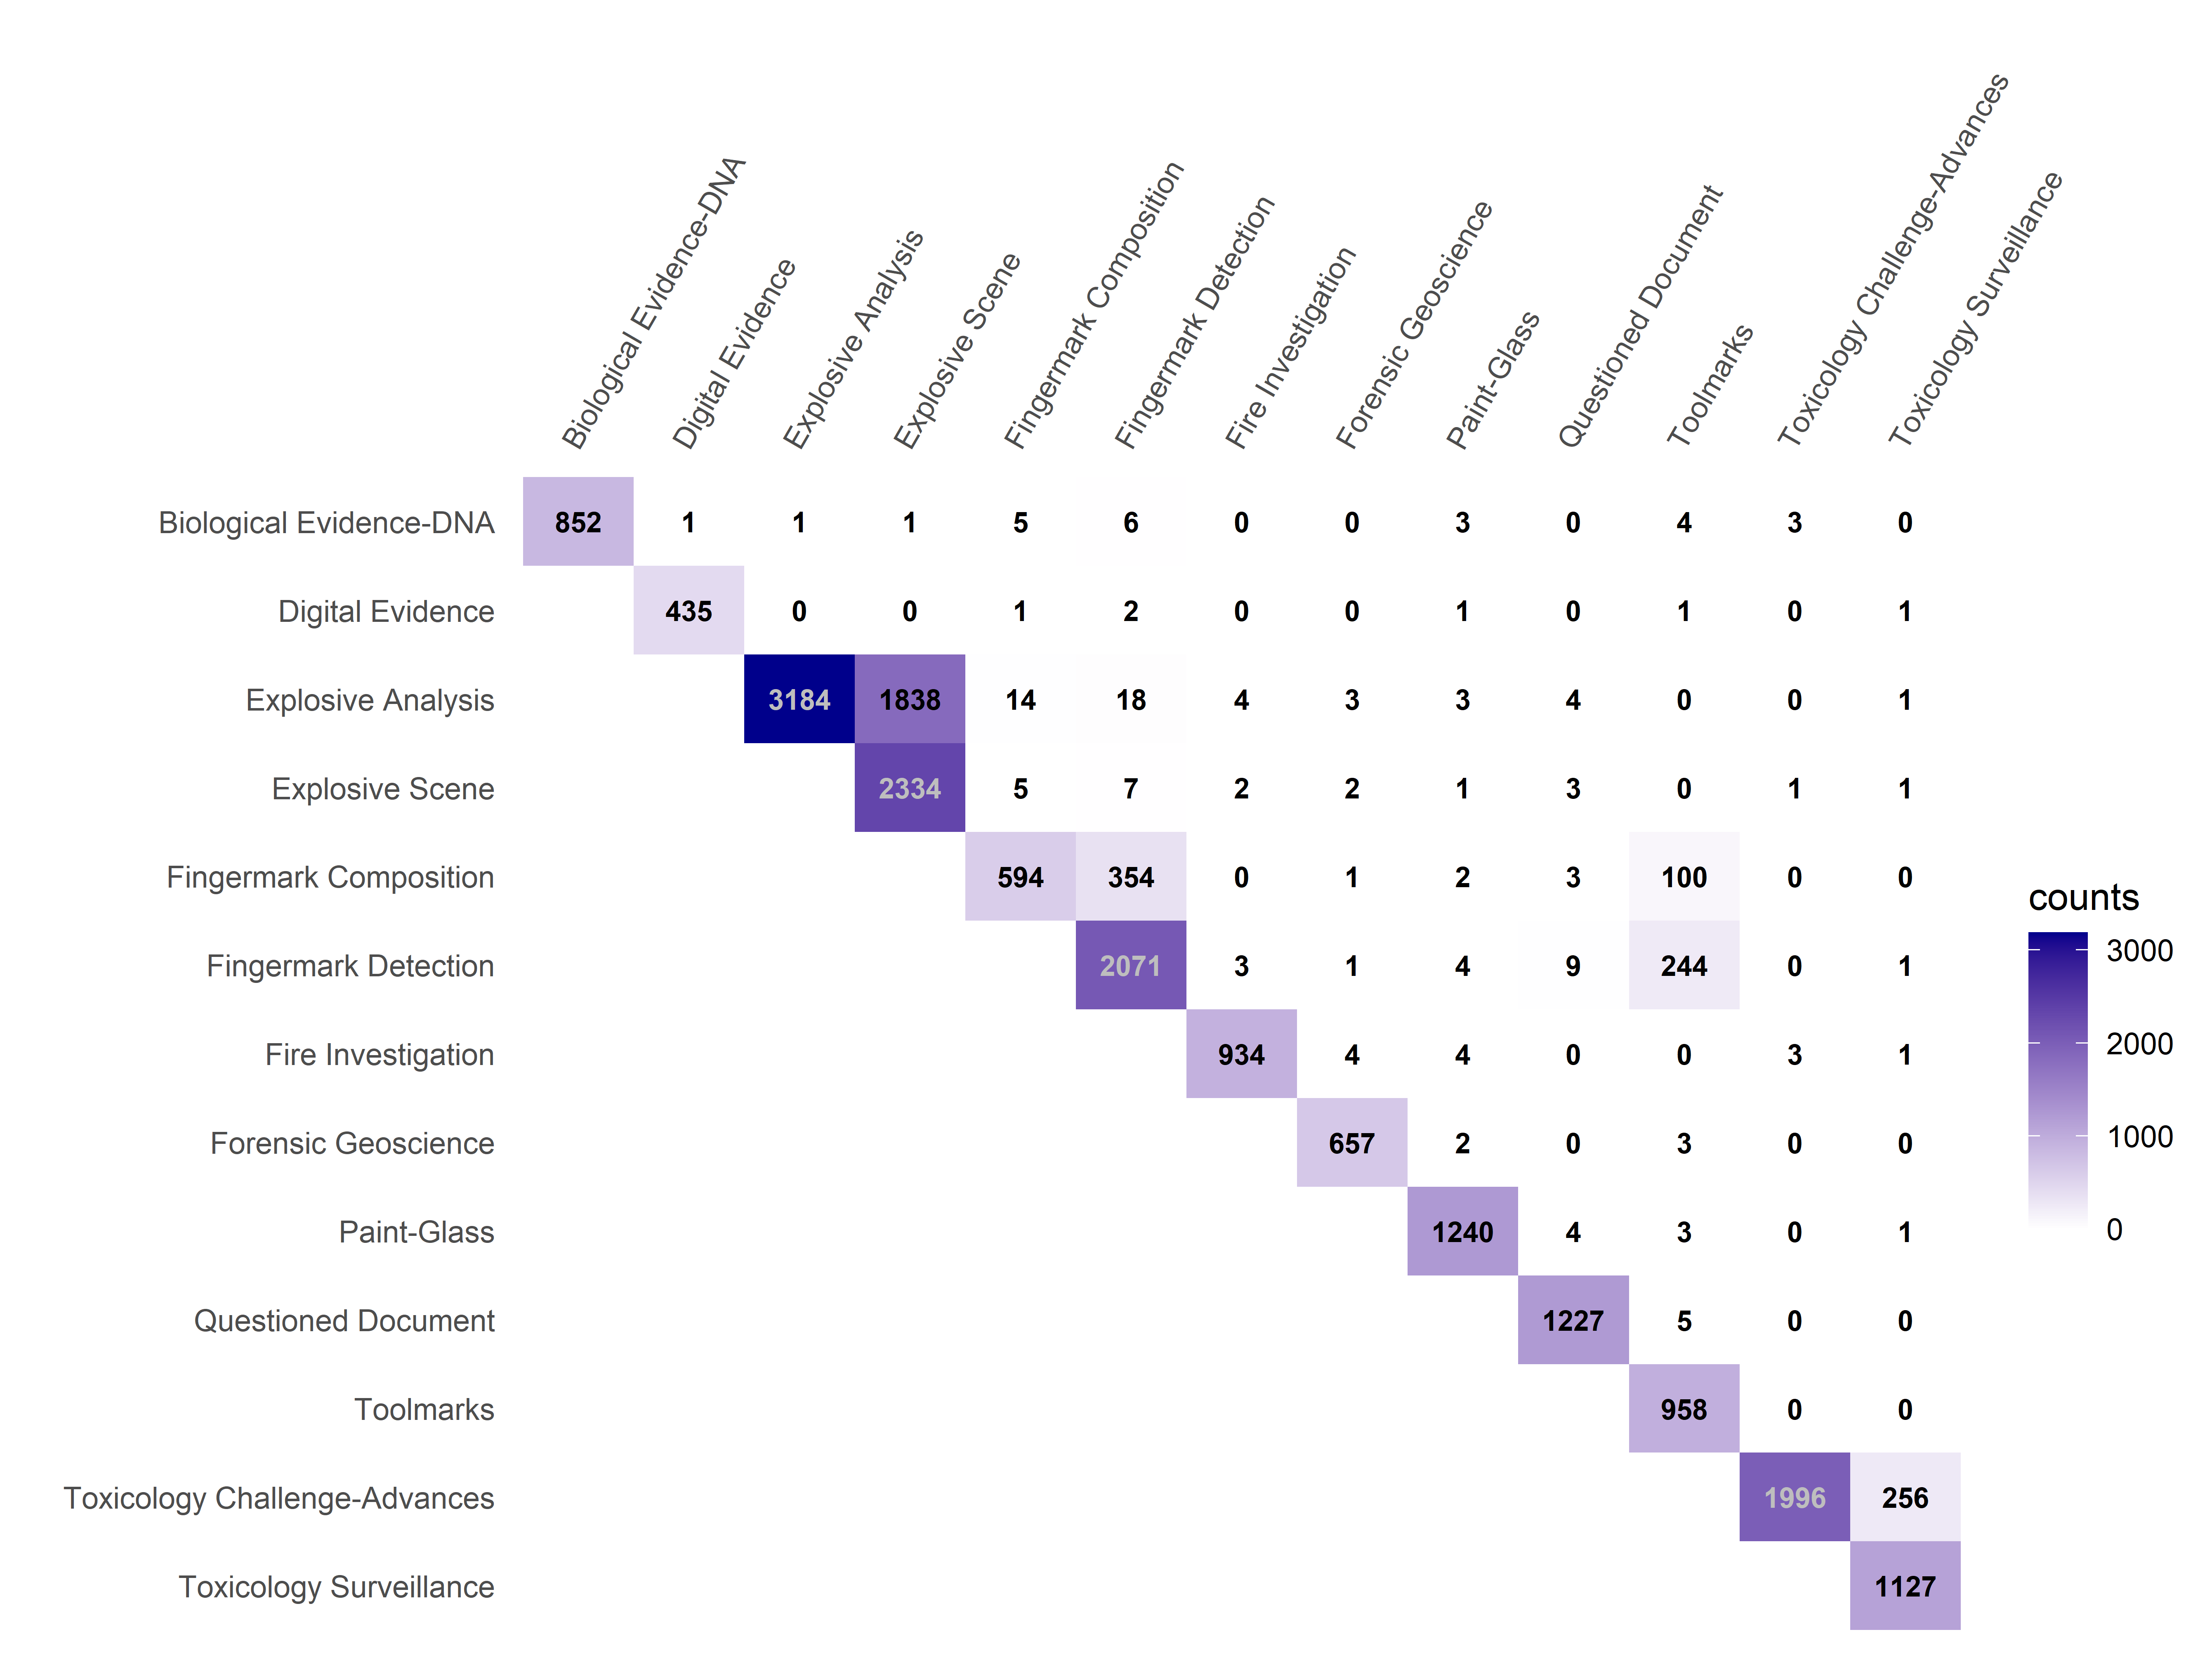 Biological Evidence-DNA
Digital Evidence
Explosive Analysis
Explosive Scene
Fingermark Composition
Fingermark Detection
Fire Investigation
Forensic Geoscience
Paint-Glass
Questioned Document
Toolmarks
Toxicology Challenge-Advances
Toxicology Surveillance
Biological Evidence-DNA 852 1 1 1 5 6 0 0 3 0 4 3 0
Digital Evidence 435 0 0 1 2 0 0 1 0 1 0 1
Explosive Analysis 3184 1838 14 18 4 3 3 4 0 0 1
Explosive Scene 2334 5 7 2 2 1 3 0 1 1
Fingermark Composition 594 354 0 1 2 3 100 0 0
Fingermark Detection 2071 3 1 4 9 244 0 1
Fire Investigation 934 4 4 0 0 3 1
Forensic Geoscience 657 2 0 3 0 0
Paint-Glass 1240 4 3 0 1
Questioned Document 1227 5 0 0
Toolmarks 958 0 0
Toxicology Challenge-Advances 1996 256
Toxicology Surveillance 1127
counts
3000
2000
1000
0